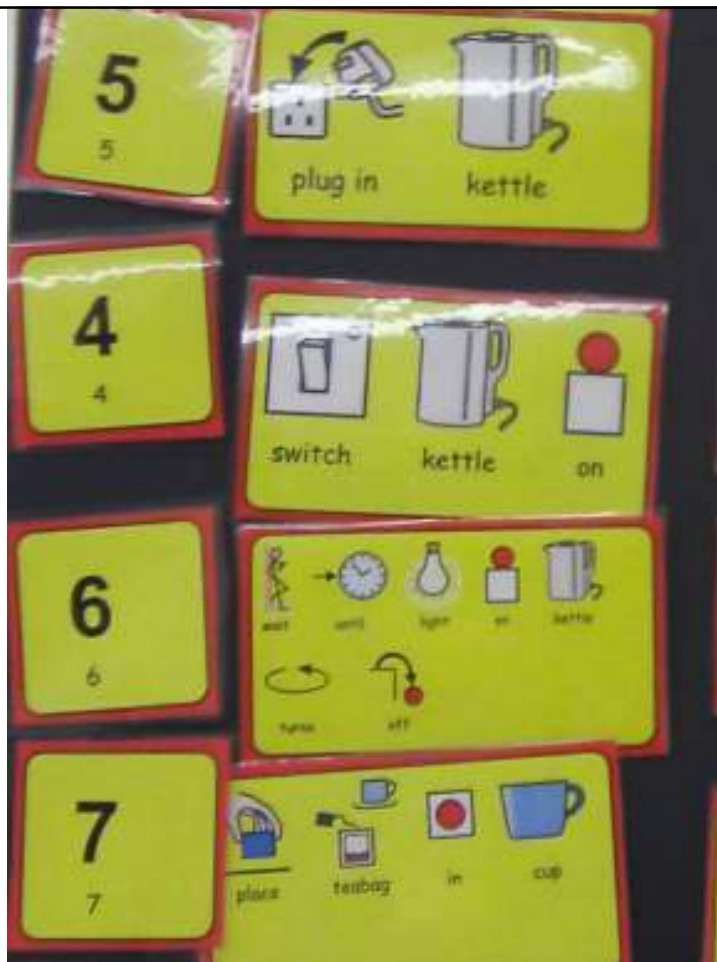 5
5
plug in kettle
4
4
switch kettle on
6
6
wait until light on kettle
turns off
7
7
place teabag in cup